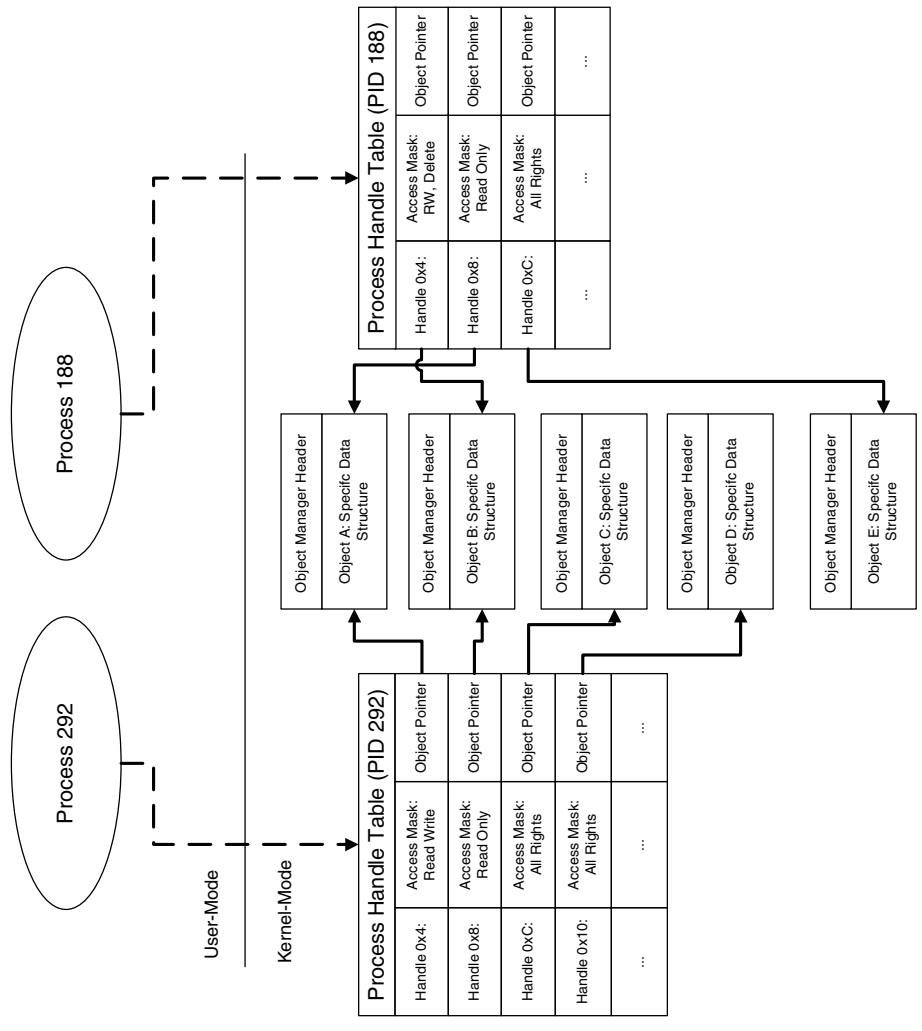 Process 292
Process 188
User-Mode
Kernel-Mode
Process Handle Table (PID 292)
Handle 0x4:
Access Mask:
Read Write
Object Pointer
Handle 0x8:
Access Mask:
Read Only
Object Pointer
Handle 0xC:
Access Mask:
All Rights
Object Pointer
Handle 0x10:
Access Mask:
All Rights
Object Pointer
...
...
...
Object Manager Header
Object A: Specifc Data
Structure
Object Manager Header
Object B: Specifc Data
Structure
Object Manager Header
Object C: Specifc Data
Structure
Object Manager Header
Object D: Specifc Data
Structure
Object Manager Header
Object E: Specifc Data
Structure
Process Handle Table (PID 188)
Handle 0x4:
Access Mask:
RW, Delete
Object Pointer
Handle 0x8:
Access Mask:
Read Only
Object Pointer
Handle 0xC:
Access Mask:
All Rights
Object Pointer
...
...
...